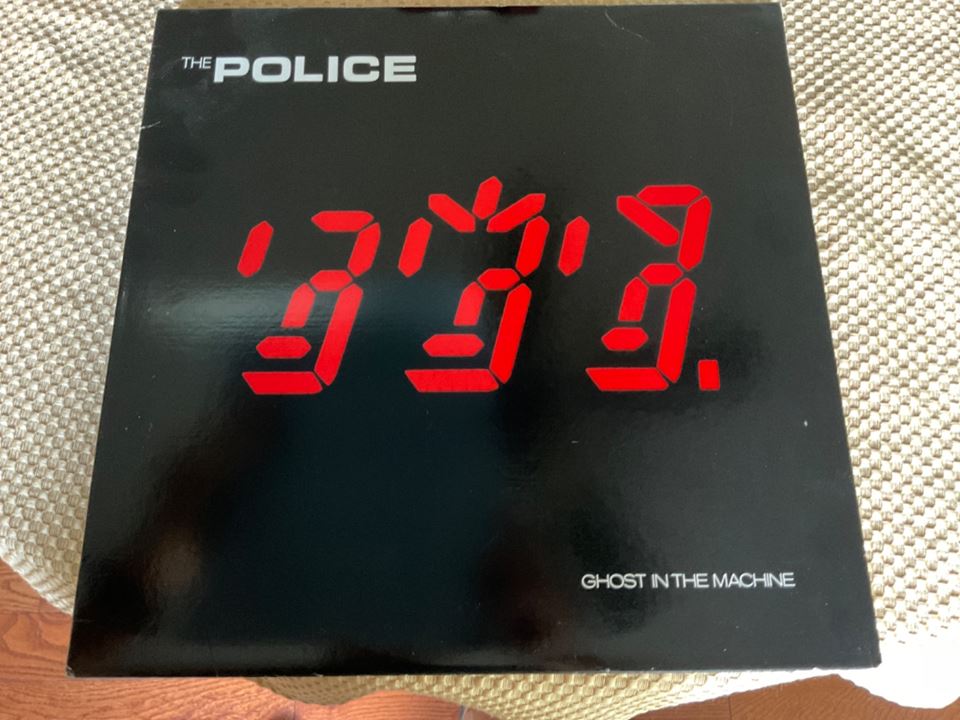 THE POLICE
GHOST IN THE MACHINE